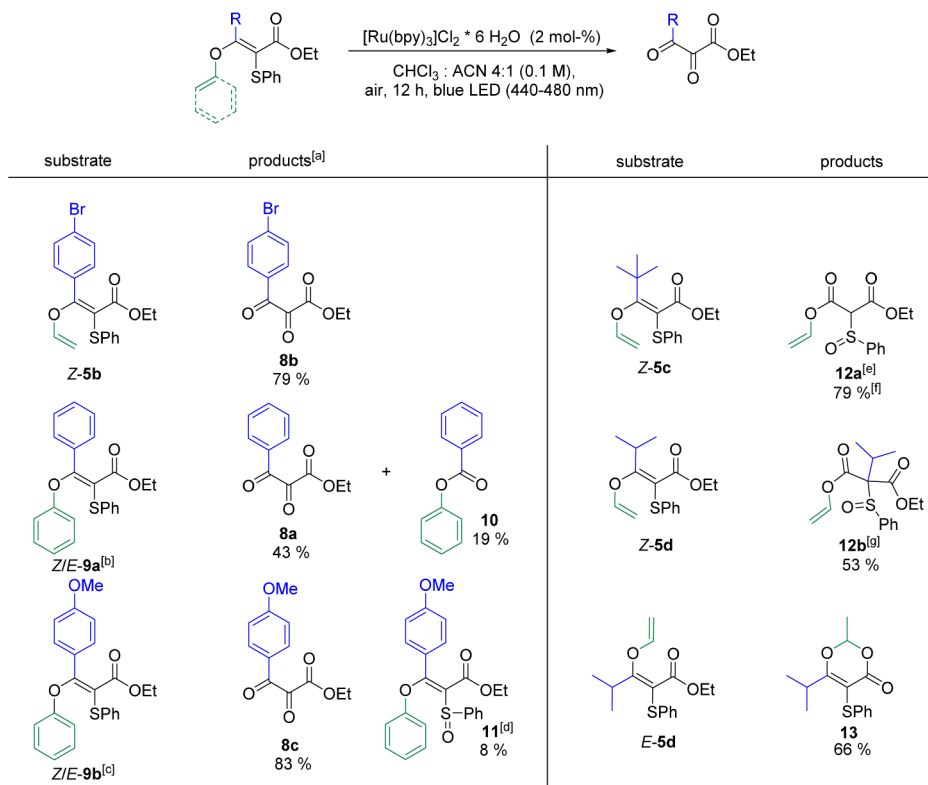 R
O
O
OEt
SPh
[Ru(bpy)3]Cl2 * 6 H2O (2 mol-%)
CHCl3 : ACN 4:1 (0.1 M),
air, 12 h, blue LED (440-480 nm)
R
O
O
O
OEt
substrate products[a] substrate products
Br
O
O
OEt
SPh
Z-5b
Br
O
O
O
OEt
8b
79 %
O
O
OEt
SPh
Z-5c
O
O
O
OEt
S
O
Ph
12a[e]
79 %[f]
O
O
OEt
SPh
Z/E-9a[b]
O
O
O
OEt
8a
43 %
+
O
O
10
19 %
O
O
OEt
SPh
Z-5d
O
O
O
OEt
S
O
Ph
12b[g]
53 %
OMe
O
O
OEt
SPh
Z/E-9b[c]
OMe
O
O
O
OEt
8c
83 %
OMe
O
O
OEt
S
Ph
O
11[d]
8 %
O
O
OEt
SPh
E-5d
O
O
O
SPh
13
66 %